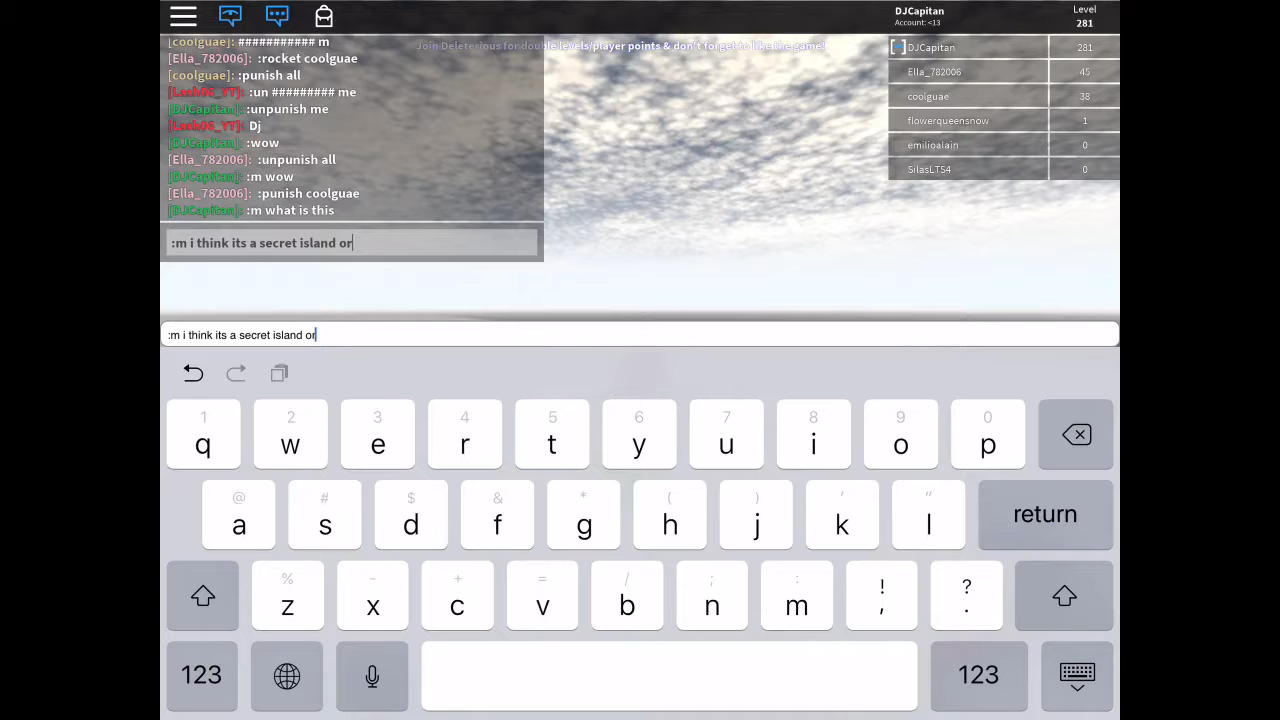 DJCapitan
Account: <13
Level
281
Join Deleterious for double levels/player points & don't forget to like the game!
[coolguae]: ########### m
[Ella_782006]: :rocket coolguae
[coolguae]: :punish all
:un ######### me
[DJCapitan]: :unpunish me
Dj
[DJCapitan]: :wow
[Ella_782006]: :unpunish all
[DJCapitan]: :m wow
[Ella_782006]: :punish coolguae
[DJCapitan]: :m what is this
:m i think its a secret island or
DJCapitan 281
Ella_782006 45
coolguae 38
flowerqueensnow 1
emilioalain 0
SilasLTS4 0
:m i think its a secret island or
1 2 3 4 5 6 7 8 9 0
q w e r t y u i o p
@ # $ & * ( ) ' "
a s d f g h j k l return
% - + = / ; : ! ?
z x c v b n m , .
123 123